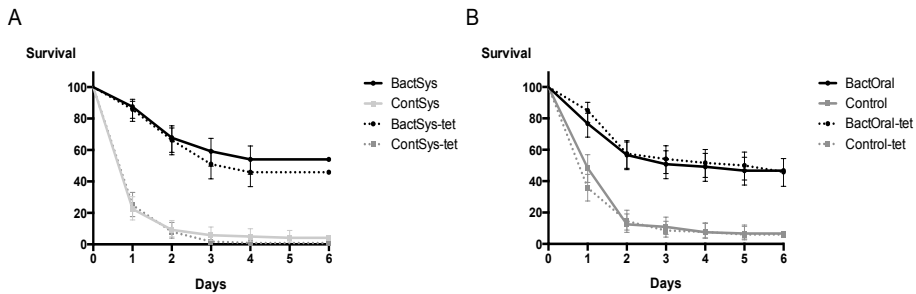 A
Survival
100
80
60
40
20
0
0 1 2 3 4 5 6
Days
BactSys
ContSys
BactSys-tet
ContSys-tet
B
Survival
100
80
60
40
20
0
0 1 2 3 4 5 6
Days
BactOral
Control
BactOral-tet
Control-tet